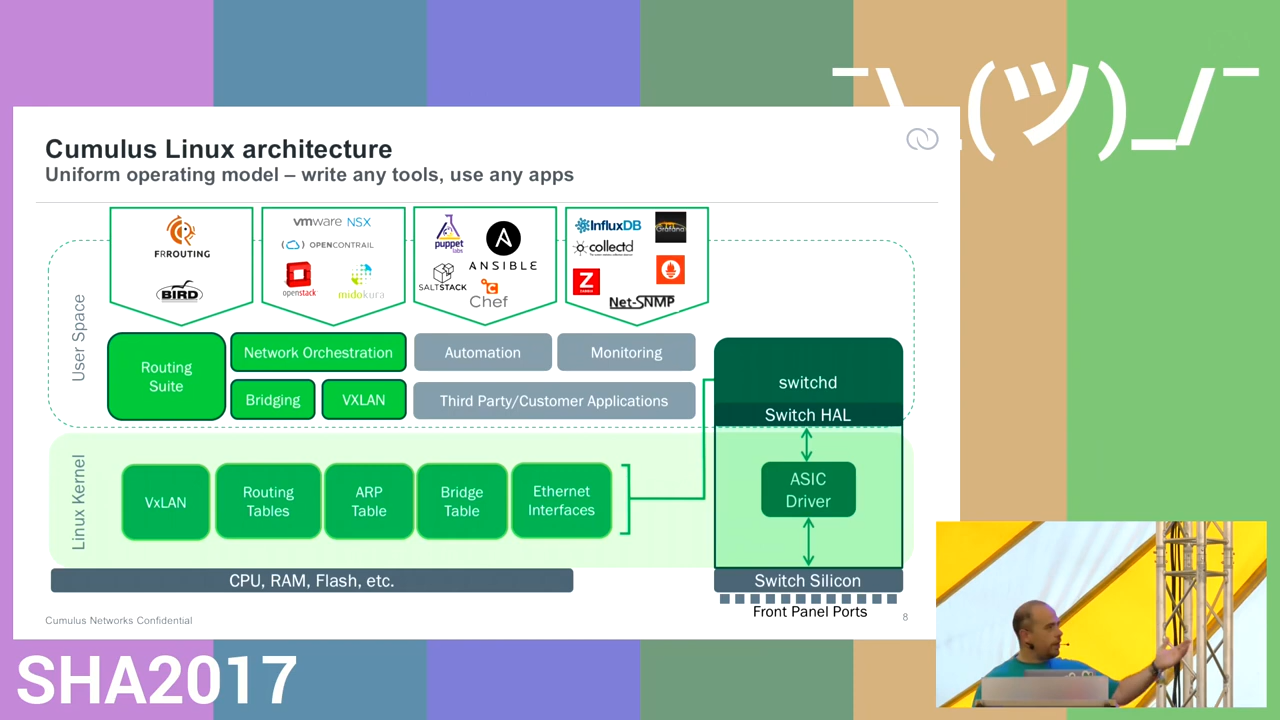 ¯\_(ツ)_/¯
Cumulus Linux architecture
Uniform operating model – write any tools, use any apps
FRROUTING
BIRD
vmware NSX
OPENCONTRAIL
openstack
midokura
puppet
labs
ANSIBLE
SALTSTACK
Chef
InfluxDB
Grafana
collectd
Z
ZABBIX
Net-SNMP
User Space
Routing
Suite
Network Orchestration
Bridging
VXLAN
Automation
Monitoring
Third Party/Customer Applications
switchd
Switch HAL
Linux Kernel
VxLAN
Routing
Tables
ARP
Table
Bridge
Table
Ethernet
Interfaces
ASIC
Driver
CPU, RAM, Flash, etc.
Switch Silicon
Front Panel Ports
Cumulus Networks Confidential
8
SHA2017